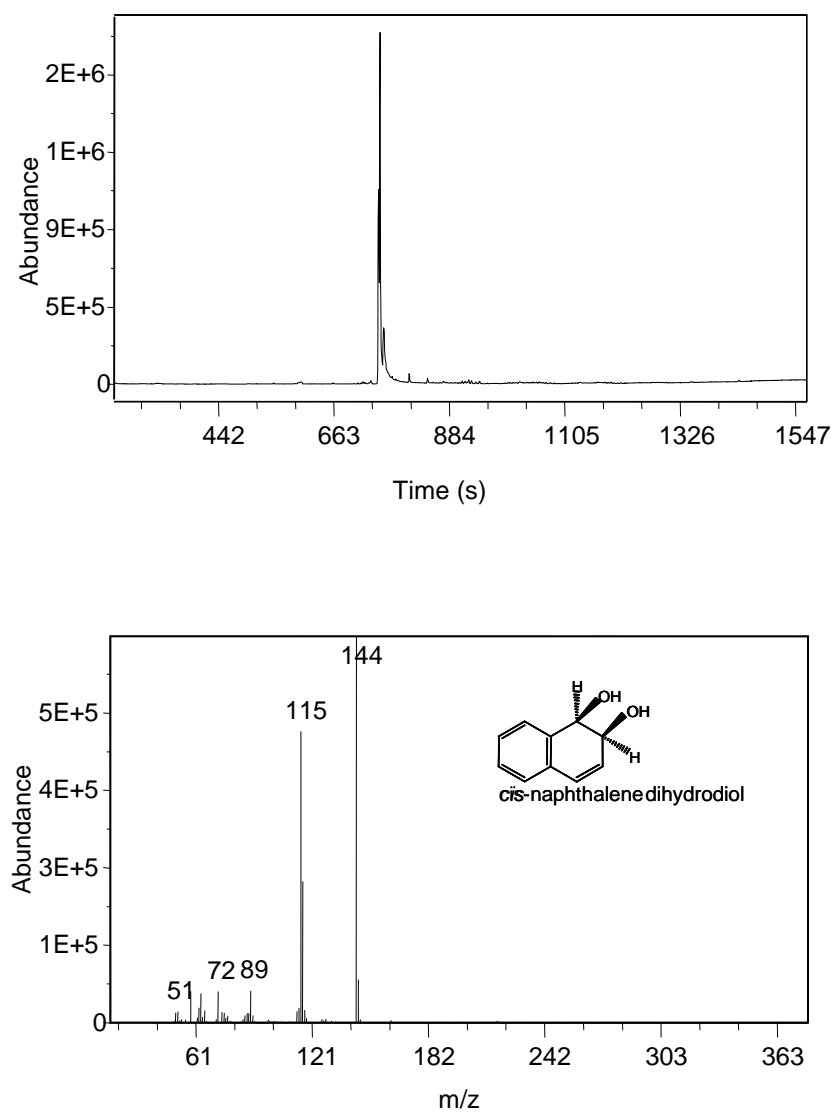 2E+6
1E+6
9E+5
5E+5
0
Abundance
442 663 884 1105 1326 1547
Time (s)
144
115
H
OH
OH
H
cis-naphthalenedihydrodiol
5E+5
4E+5
3E+5
1E+5
0
Abundance
51
72 89
61 121 182 242 303 363
m/z